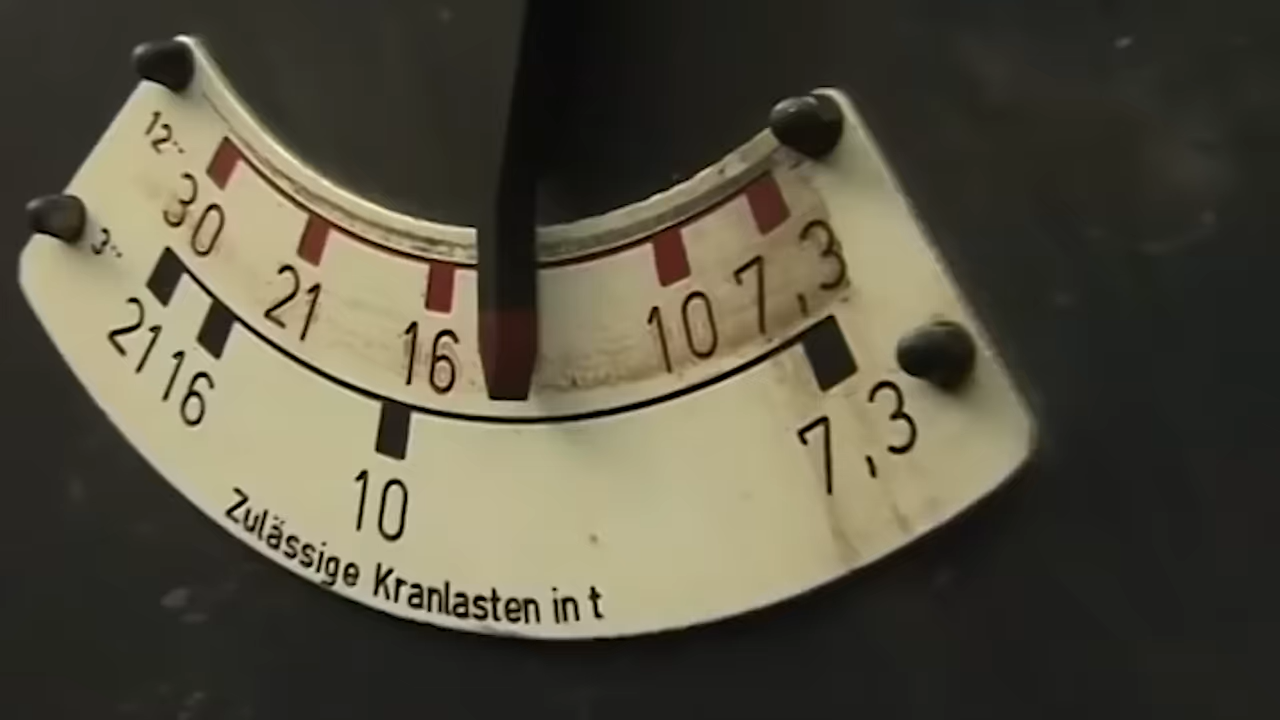 12··
30 21 16 10 7,3
3··
21 16 10 7,3
Zulässige Kranlasten in t